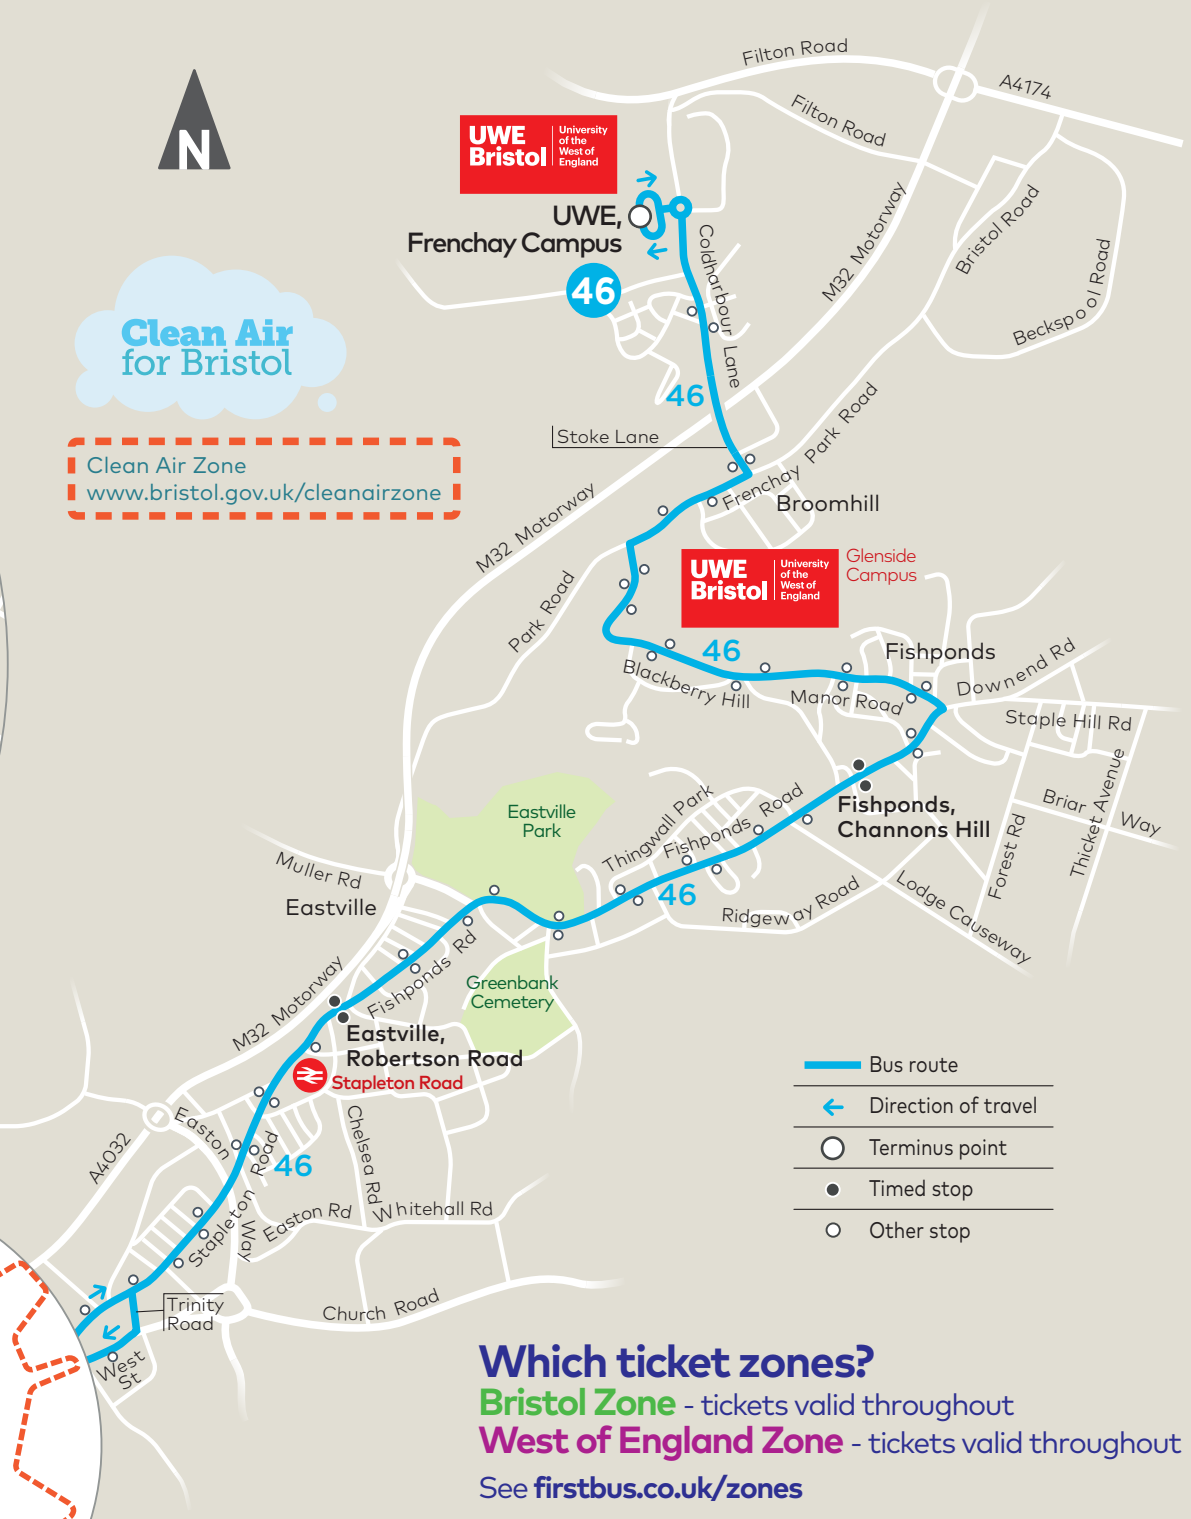 Filton Road
A4174
Filton Road
N
UWE
Bristol
University
of the
West of
England
UWE,
Frenchay Campus
46
Coldharbour Lane
M32 Motorway
Bristol Road
Beckspool Road
Clean Air
for Bristol
46
Stoke Lane
Clean Air Zone
www.bristol.gov.uk/cleanairzone
Frenchay Park Road
Broomhill
M32 Motorway
UWE
Bristol
University
of the
West of
England
Glenside
Campus
Park Road
46
Fishponds
Blackberry Hill
Manor Road
Downend Rd
Staple Hill Rd
Eastville
Park
Thingwall Park
Fishponds Road
Fishponds,
Channons Hill
Briar Way
Thicket Avenue
Forest Rd
Muller Rd
Eastville
46
Ridgeway Road
Lodge Causeway
Fishponds Rd
M32 Motorway
Greenbank
Cemetery
Eastville,
Robertson Road
Stapleton Road
Bus route
Direction of travel
Terminus point
Timed stop
Other stop
A4032
Easton Way
Stapleton Road
46
Chelsea Rd
Easton Rd
Whitehall Rd
Trinity
Road
Church Road
West
St
Which ticket zones?
Bristol Zone - tickets valid throughout
West of England Zone - tickets valid throughout
See firstbus.co.uk/zones